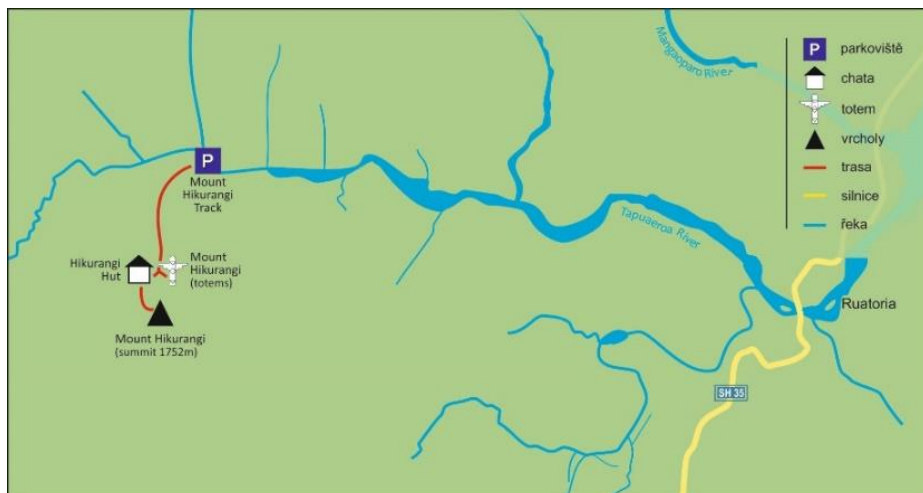 Mangaoparo River
P
parkoviště
chata
totem
vrcholy
trasa
silnice
řeka
P
Mount
Hikurangi
Track
Hikurangi
Hut
Mount
Hikurangi
(totems)
Mount Hikurangi
(summit 1752m)
Tapuaeroa River
Ruatoria
SH 35